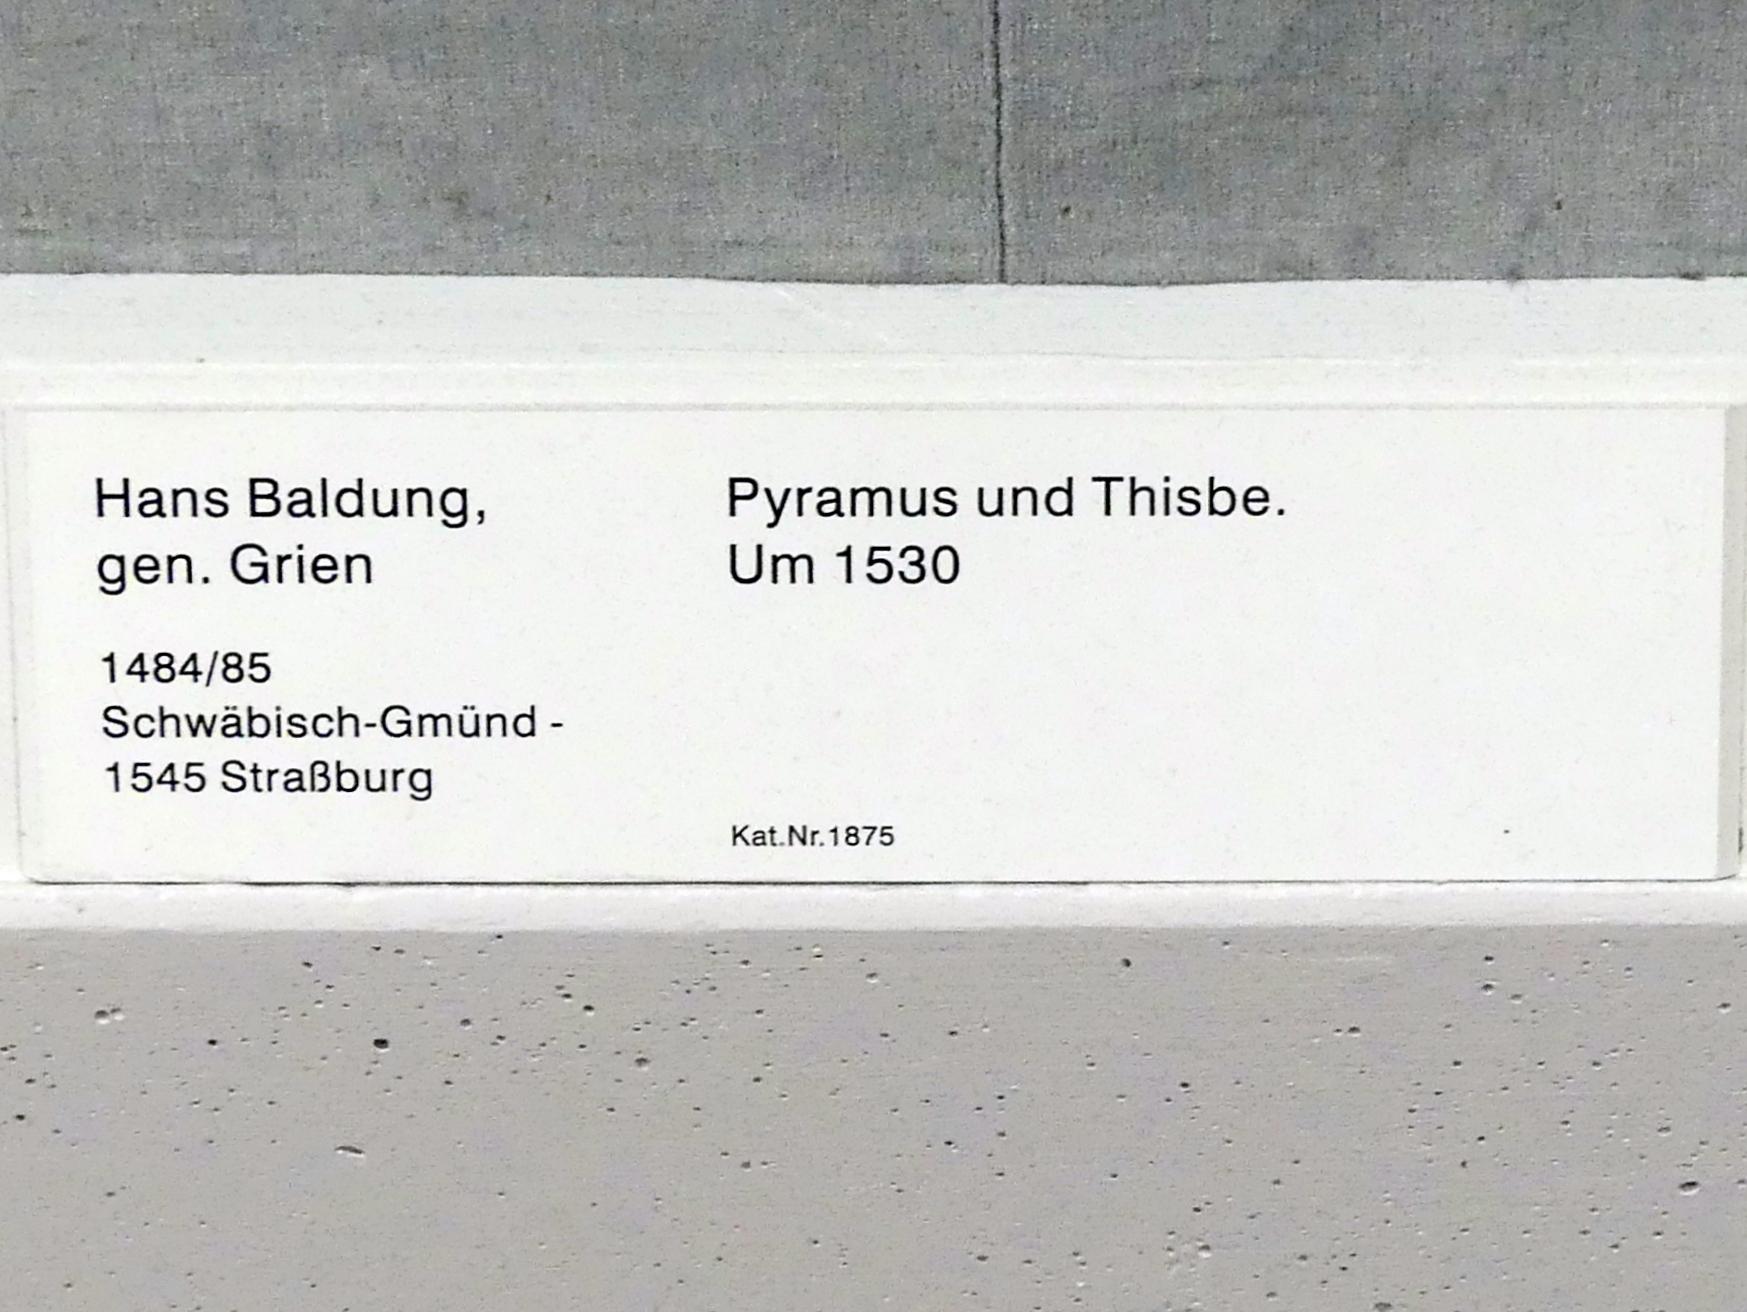 Hans Baldung,
gen. Grien
1484/85
Schwäbisch-Gmünd -
1545 Straßburg
Pyramus und Thisbe.
Um 1530
Kat.Nr.1875